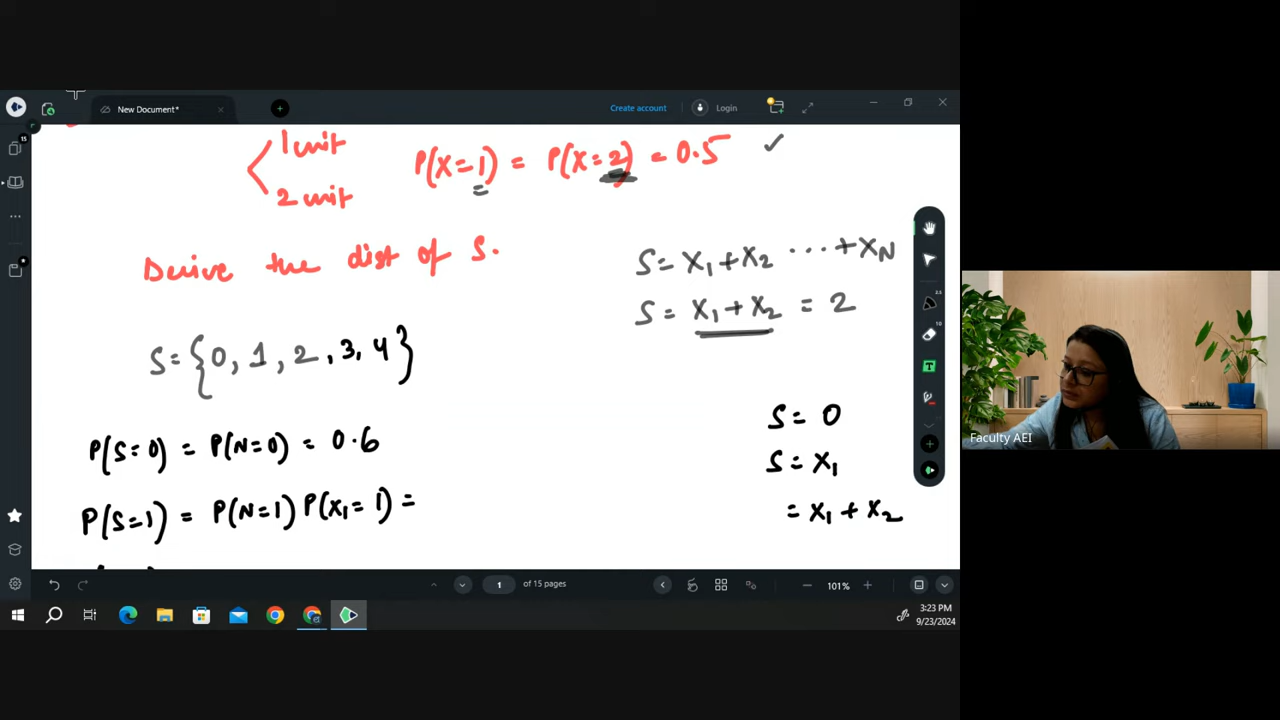 New Document*
Create account
Login
1 unit
P(X=1) = P(X=2) = 0.5 ✓
2 unit
Derive the dist of S.
S= X1+X2 ...+XN
S= X1+X2 = 2
S= {0, 1, 2, 3, 4}
S= 0
P(S=0) = P(N=0) = 0.6
S= X1
P(S=1) = P(N=1) P(X1=1) =
= X1 + X2
Faculty AEI
1 of 15 pages
101%
3:23 PM
9/23/2024